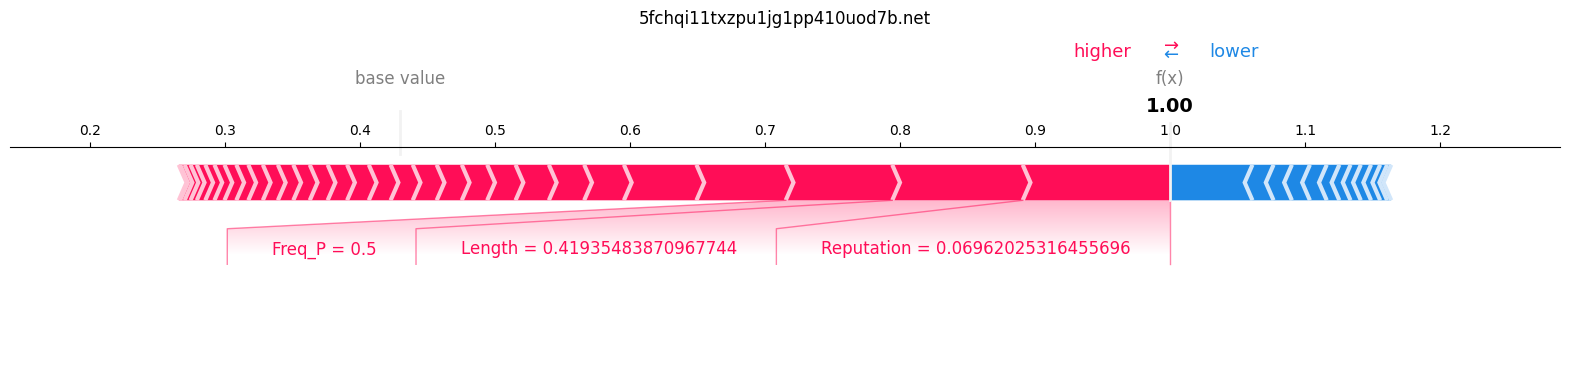 5fchqi11txzpu1jg1pp410uod7b.net
higher ⇄ lower
base value f(x)
1.00
0.2 0.3 0.4 0.5 0.6 0.7 0.8 0.9 1.0 1.1 1.2
Freq_P = 0.5 Length = 0.41935483870967744 Reputation = 0.06962025316455696